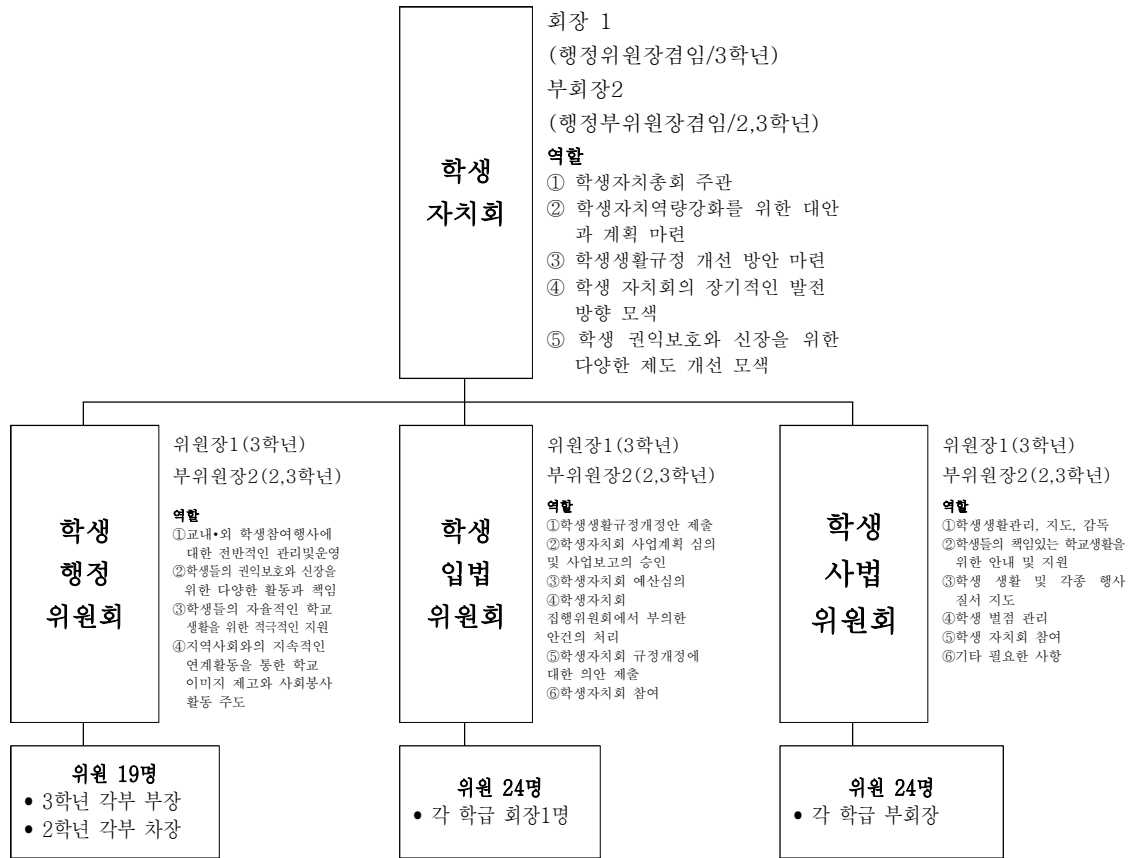 학생
자치회
회장 1
(행정위원장겸임/3학년)
부회장2
(행정부위원장겸임/2,3학년)
역할
① 학생자치총회 주관
② 학생자치역량강화를 위한 대안
과 계획 마련
③ 학생생활규정 개선 방안 마련
④ 학생 자치회의 장기적인 발전
방향 모색
⑤ 학생 권익보호와 신장을 위한
다양한 제도 개선 모색
학생
행정
위원회
위원장1(3학년)
부위원장2(2,3학년)
역할
①교내•외 학생참여행사에
대한 전반적인 관리및운영
②학생들의 권익보호와 신장을
위한 다양한 활동과 책임
③학생들의 자율적인 학교
생활을 위한 적극적인 지원
④지역사회와의 지속적인
연계활동을 통한 학교
이미지 제고와 사회봉사
활동 주도
학생
입법
위원회
위원장1(3학년)
부위원장2(2,3학년)
역할
①학생생활규정개정안 제출
②학생자치회 사업계획 심의
및 사업보고의 승인
③학생자치회 예산심의
④학생자치회
집행위원회에서 부의한
안건의 처리
⑤학생자치회 규정개정에
대한 의안 제출
⑥학생자치회 참여
학생
사법
위원회
위원장1(3학년)
부위원장2(2,3학년)
역할
①학생생활관리, 지도, 감독
②학생들의 책임있는 학교생활을
위한 안내 및 지원
③학생 생활 및 각종 행사
질서 지도
④학생 벌점 관리
⑤학생 자치회 참여
⑥기타 필요한 사항
위원 19명
• 3학년 각부 부장
• 2학년 각부 차장
위원 24명
• 각 학급 회장1명
위원 24명
• 각 학급 부회장